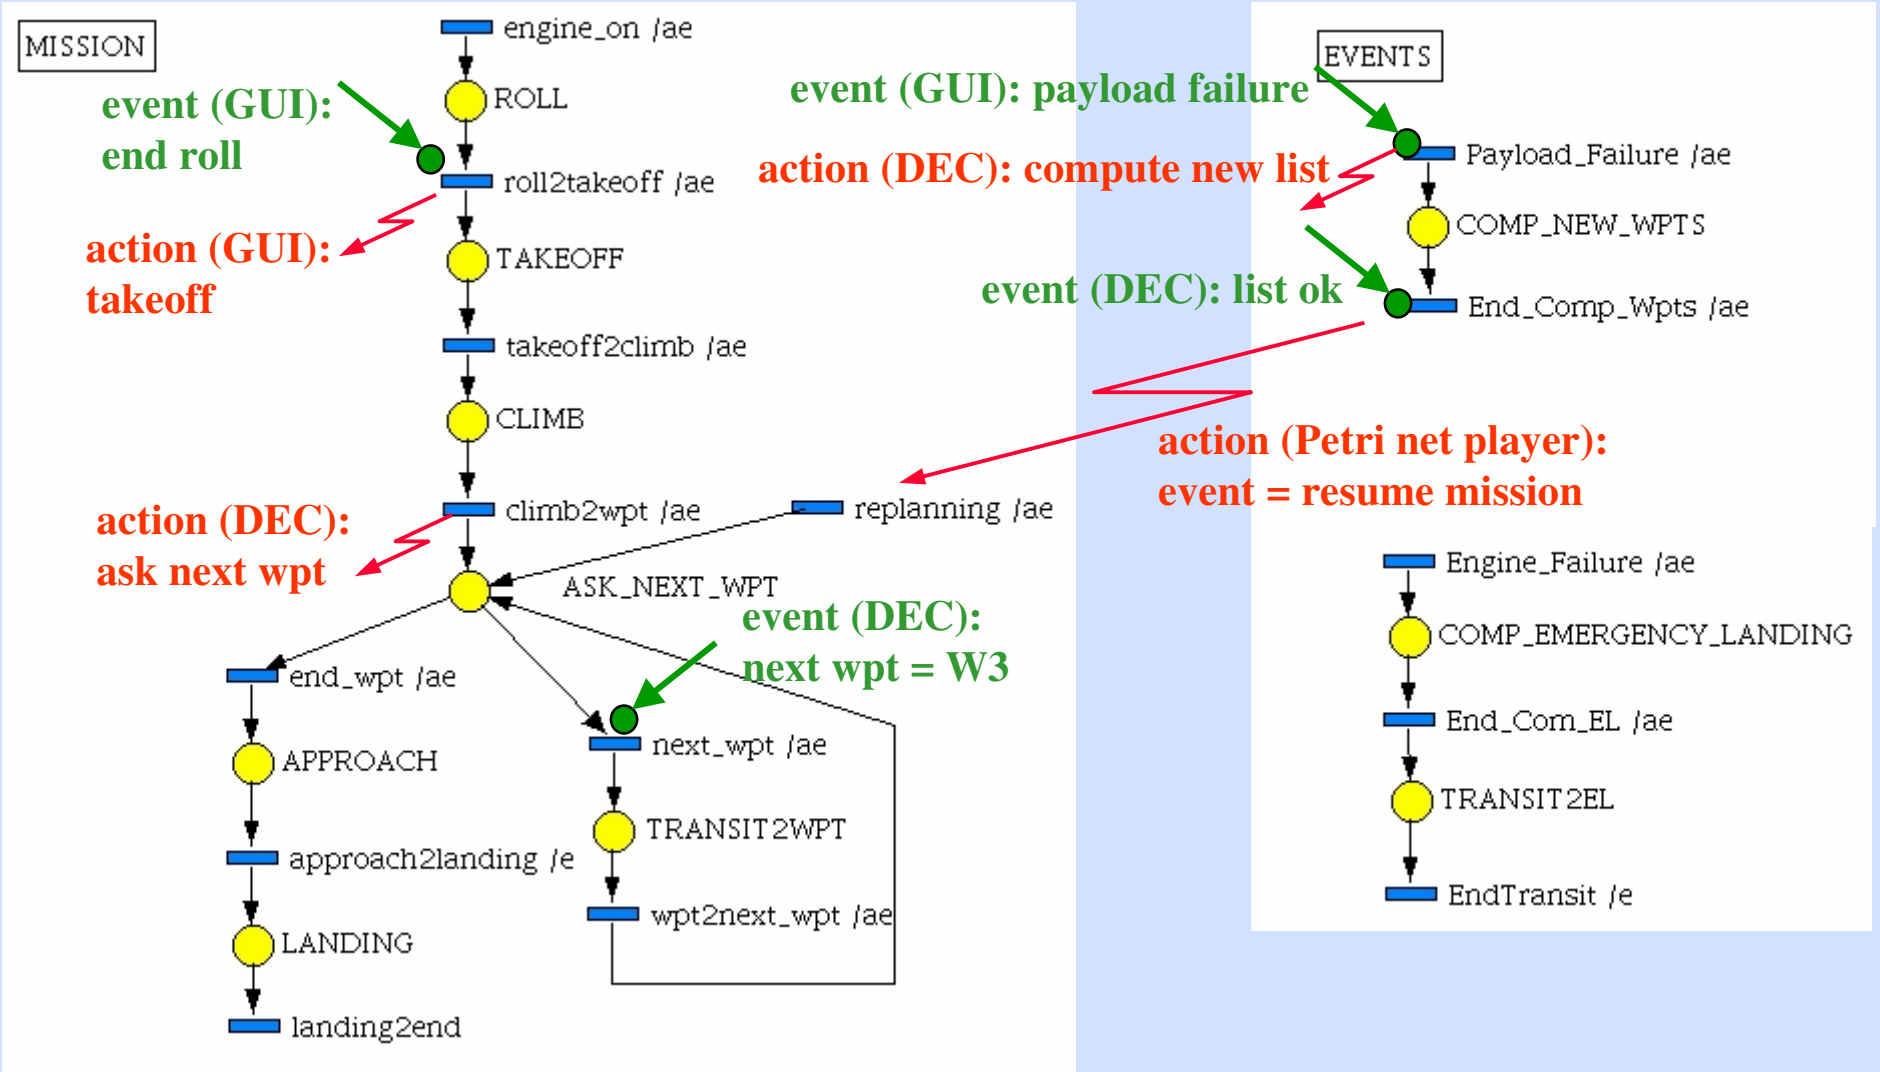 MISSION
engine_on /ae
ROLL
event (GUI):
end roll
roll2takeoff /ae
action (GUI):
takeoff
TAKEOFF
takeoff2climb /ae
CLIMB
climb2wpt /ae
action (DEC):
ask next wpt
replanning /ae
ASK_NEXT_WPT
event (DEC):
next wpt = W3
end_wpt /ae
next_wpt /ae
APPROACH
TRANSIT2WPT
approach2landing /e
wpt2next_wpt /ae
LANDING
landing2end
EVENTS
event (GUI): payload failure
Payload_Failure /ae
action (DEC): compute new list
COMP_NEW_WPTS
event (DEC): list ok
End_Comp_Wpts /ae
action (Petri net player):
event = resume mission
Engine_Failure /ae
COMP_EMERGENCY_LANDING
End_Com_EL /ae
TRANSIT2EL
EndTransit /e